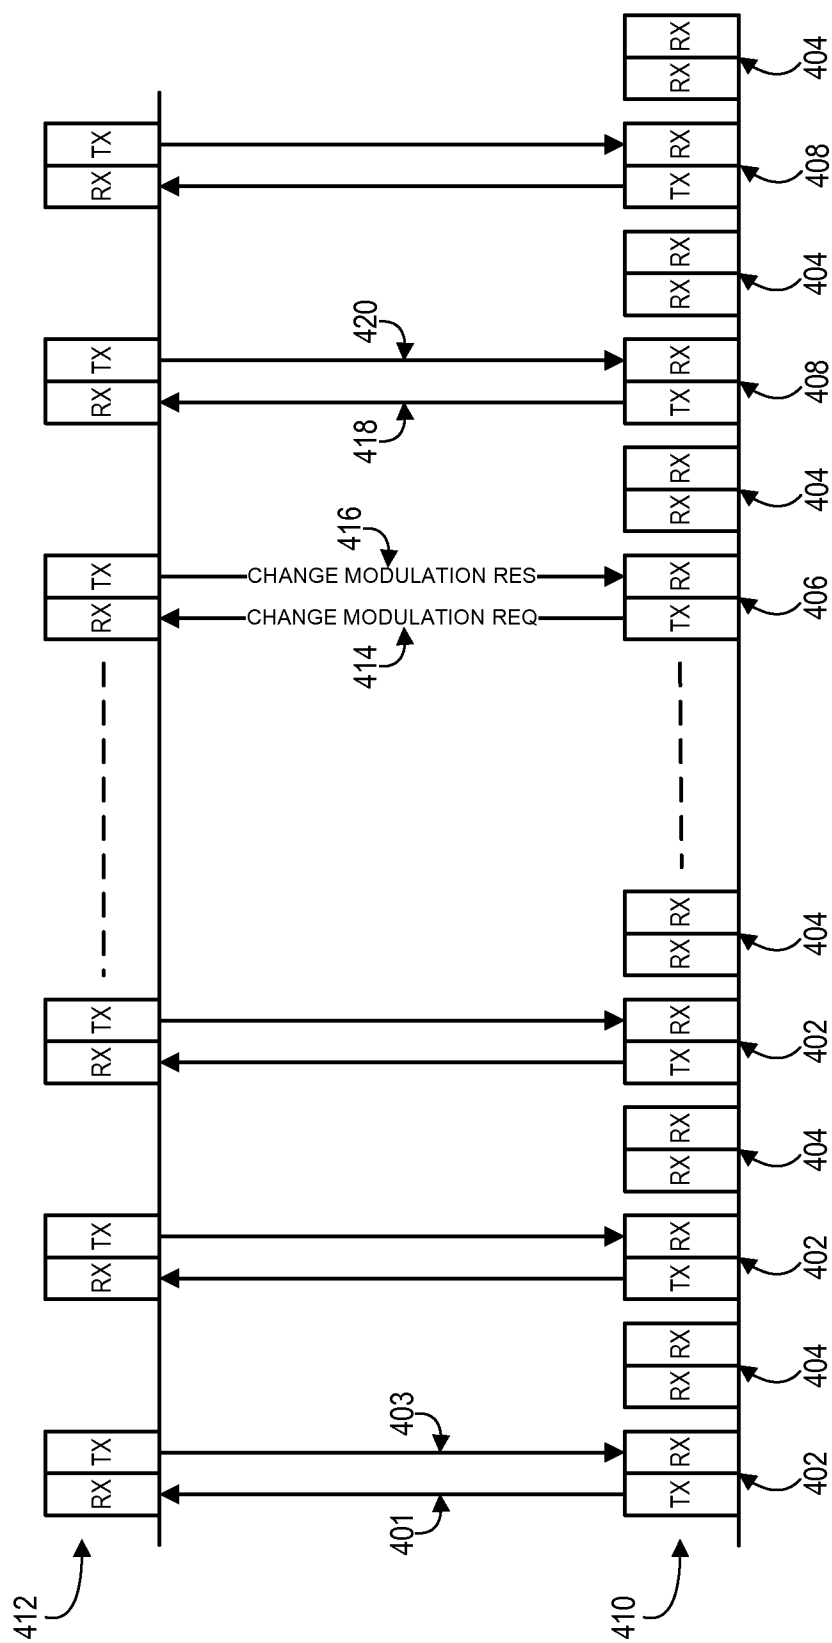 412
RX TX RX TX RX TX RX TX RX TX RX TX
401 403 414 416 418 420
CHANGE MODULATION REQ
CHANGE MODULATION RES
410
TX RX RX RX TX RX RX RX TX RX RX RX TX RX RX RX TX RX RX RX TX RX RX RX
402 404 402 404 402 404 406 404 408 404 408 404